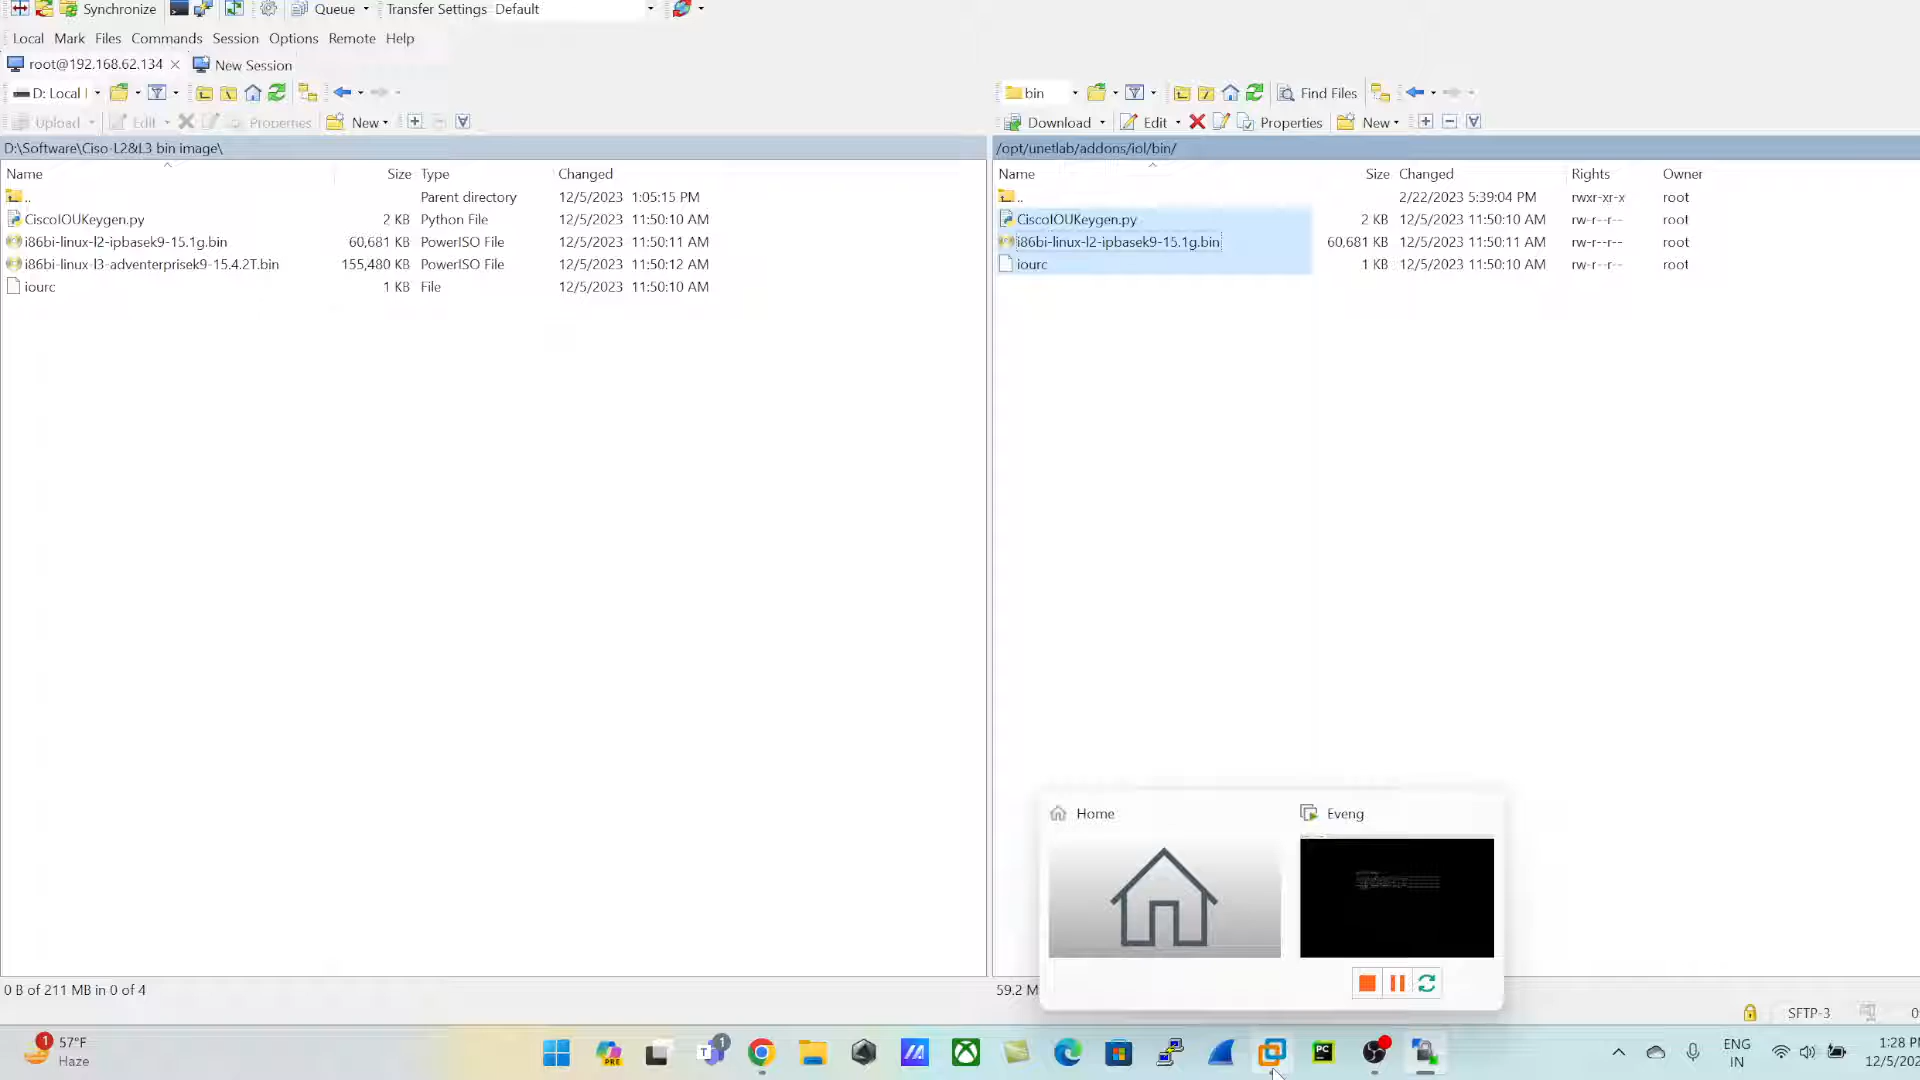 Synchronize Queue Transfer Settings Default
Local Mark Files Commands Session Options Remote Help
root@192.168.62.134 New Session
D: Local
bin Find Files
Upload Edit Properties New
Download Edit Properties New
D:\Software\Ciso-L2&L3 bin image\
Name Size Type Changed
.. Parent directory 12/5/2023 1:05:15 PM
CiscoIOUKeygen.py 2 KB Python File 12/5/2023 11:50:10 AM
i86bi-linux-l2-ipbasek9-15.1g.bin 60,681 KB PowerISO File 12/5/2023 11:50:11 AM
i86bi-linux-l3-adventerprisek9-15.4.2T.bin 155,480 KB PowerISO File 12/5/2023 11:50:12 AM
iourc 1 KB File 12/5/2023 11:50:10 AM
/opt/unetlab/addons/iol/bin/
Name Size Changed Rights Owner
.. 2/22/2023 5:39:04 PM rwxr-xr-x root
CiscoIOUKeygen.py 2 KB 12/5/2023 11:50:10 AM rw-r--r-- root
i86bi-linux-l2-ipbasek9-15.1g.bin 60,681 KB 12/5/2023 11:50:11 AM rw-r--r-- root
iourc 1 KB 12/5/2023 11:50:10 AM rw-r--r-- root
Home Eveng
0 B of 211 MB in 0 of 4
59.2 M
SFTP-3
1 57°F
Haze
PRE
1
PC
ENG
IN
1:28 PM
12/5/202